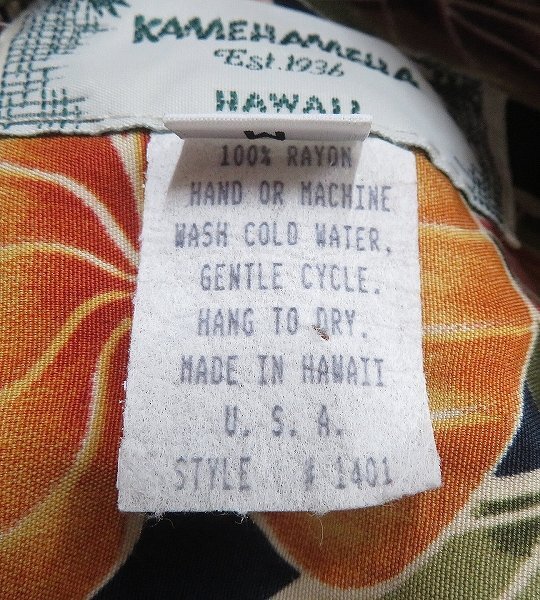 KAMEHAMEHA
Est. 1936
HAWAII
M
100% RAYON
HAND OR MACHINE
WASH COLD WATER.
GENTLE CYCLE.
HANG TO DRY.
MADE IN HAWAII
U. S. A.
STYLE # 1401